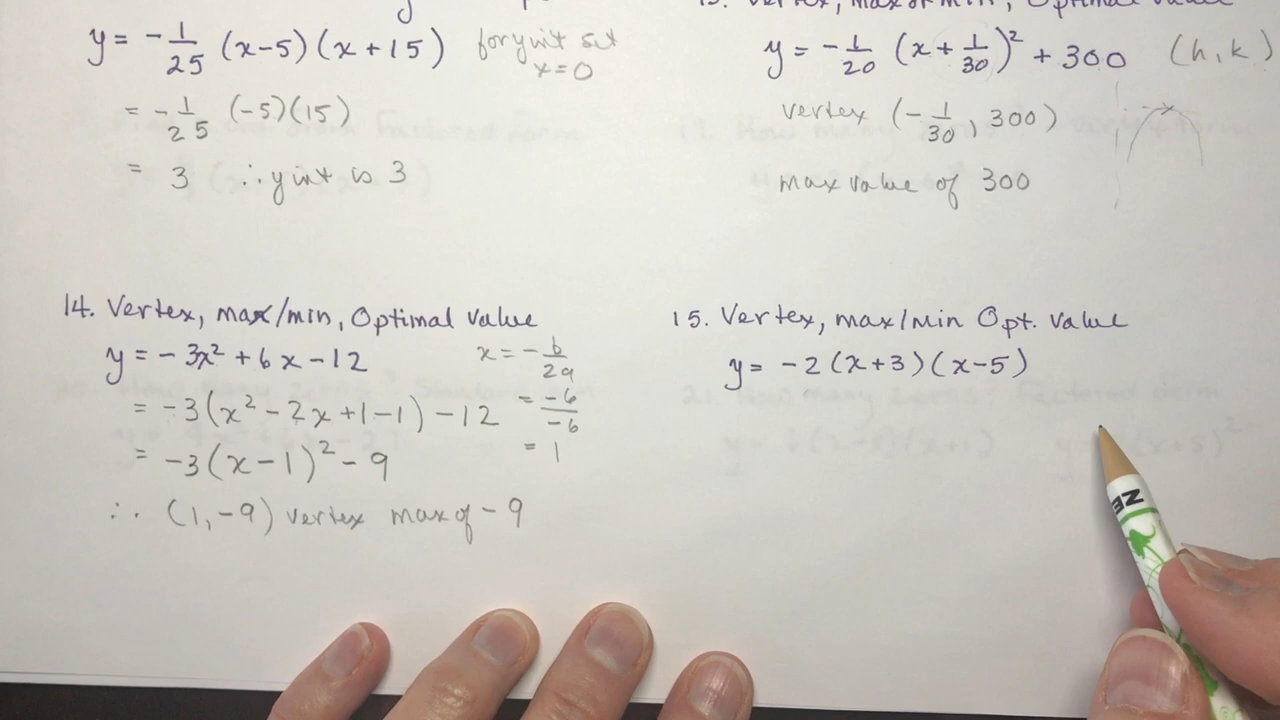 y = -1/25 (x-5)(x+15) for y int set x=0
= -1/25 (-5)(15)
= 3 ∴ y int is 3
y = -1/20 (x+1/30)² + 300 (h, k)
vertex (-1/30, 300)
max value of 300
14. Vertex, max/min, Optimal value
y = -3x² + 6x - 12
= -3(x² - 2x + 1 - 1) - 12
= -3(x-1)² - 9
∴ (1, -9) vertex max of -9
x = -b/2a
= -6/-6
= 1
15. Vertex, max/min Opt. value
y = -2(x+3)(x-5)